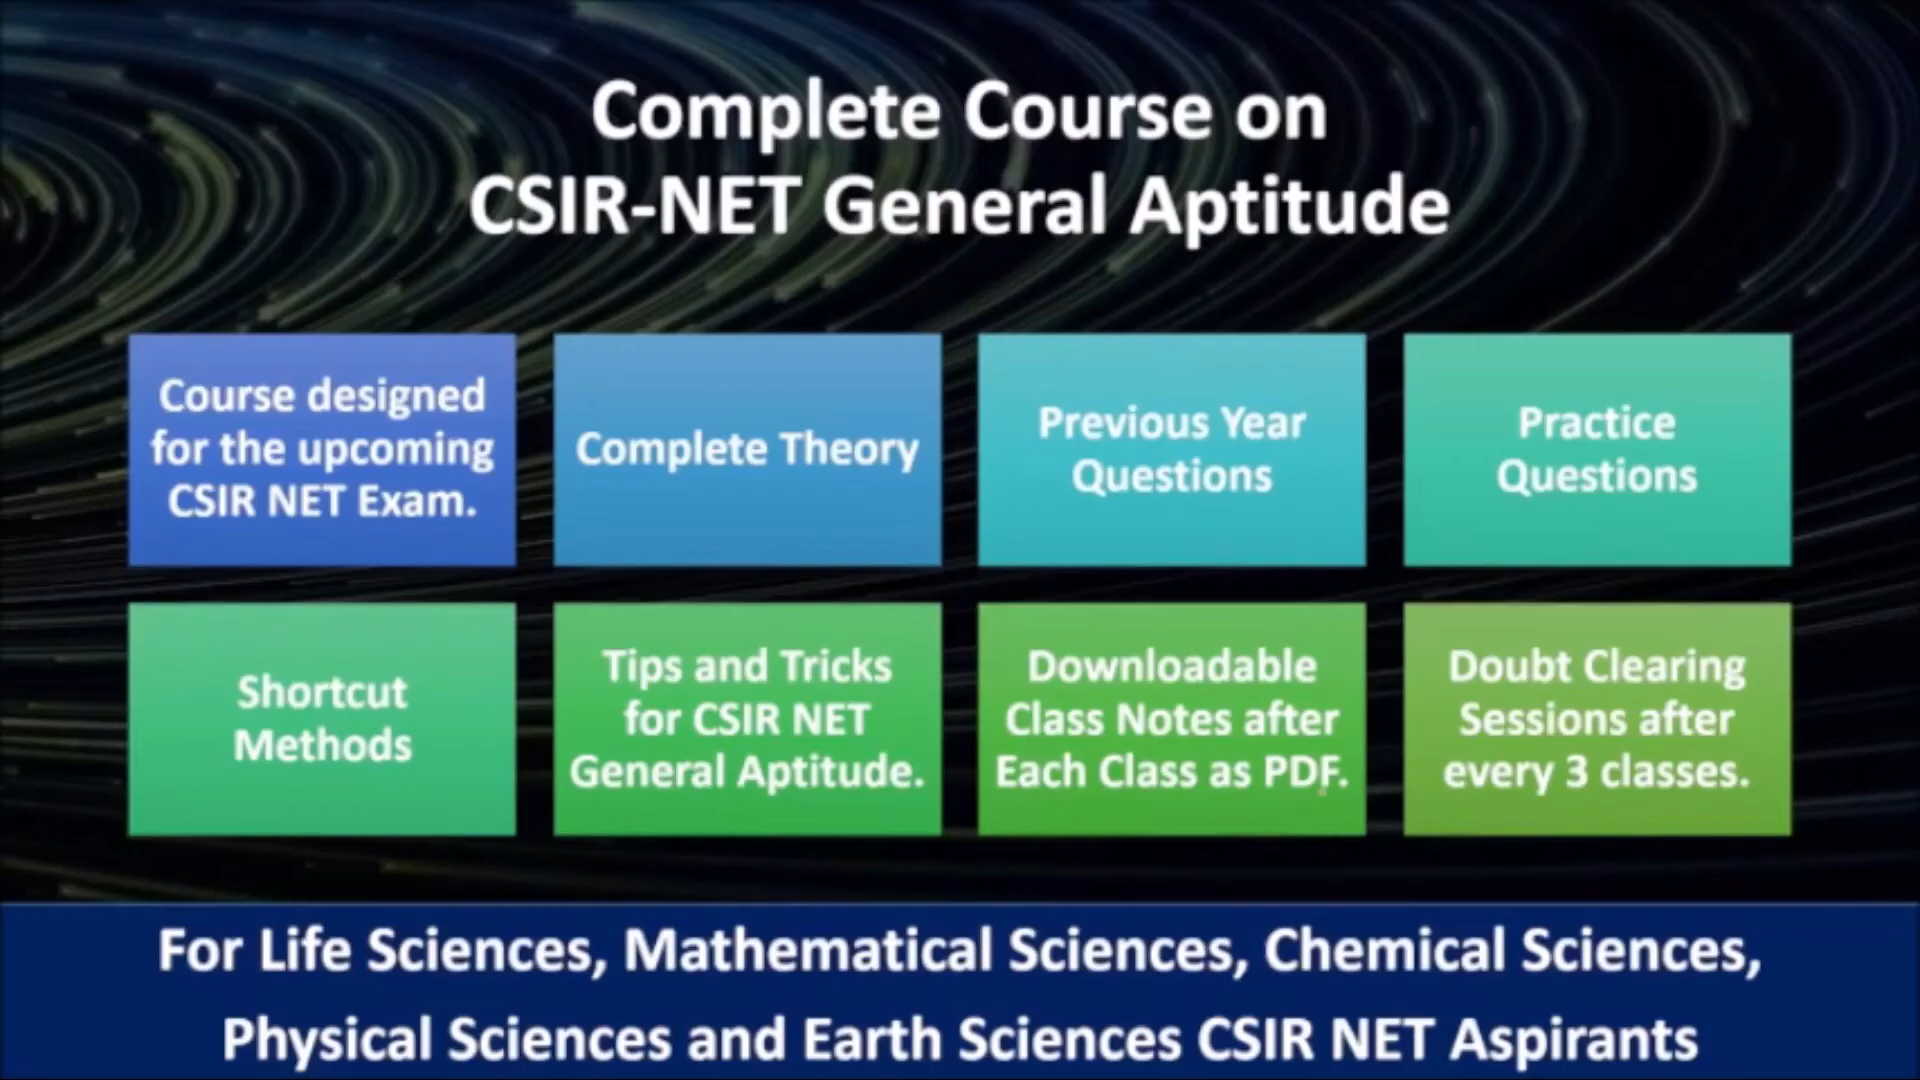 Complete Course on
CSIR-NET General Aptitude
Course designed
for the upcoming
CSIR NET Exam.
Complete Theory
Previous Year
Questions
Practice
Questions
Shortcut
Methods
Tips and Tricks
for CSIR NET
General Aptitude.
Downloadable
Class Notes after
Each Class as PDF.
Doubt Clearing
Sessions after
every 3 classes.
For Life Sciences, Mathematical Sciences, Chemical Sciences,
Physical Sciences and Earth Sciences CSIR NET Aspirants